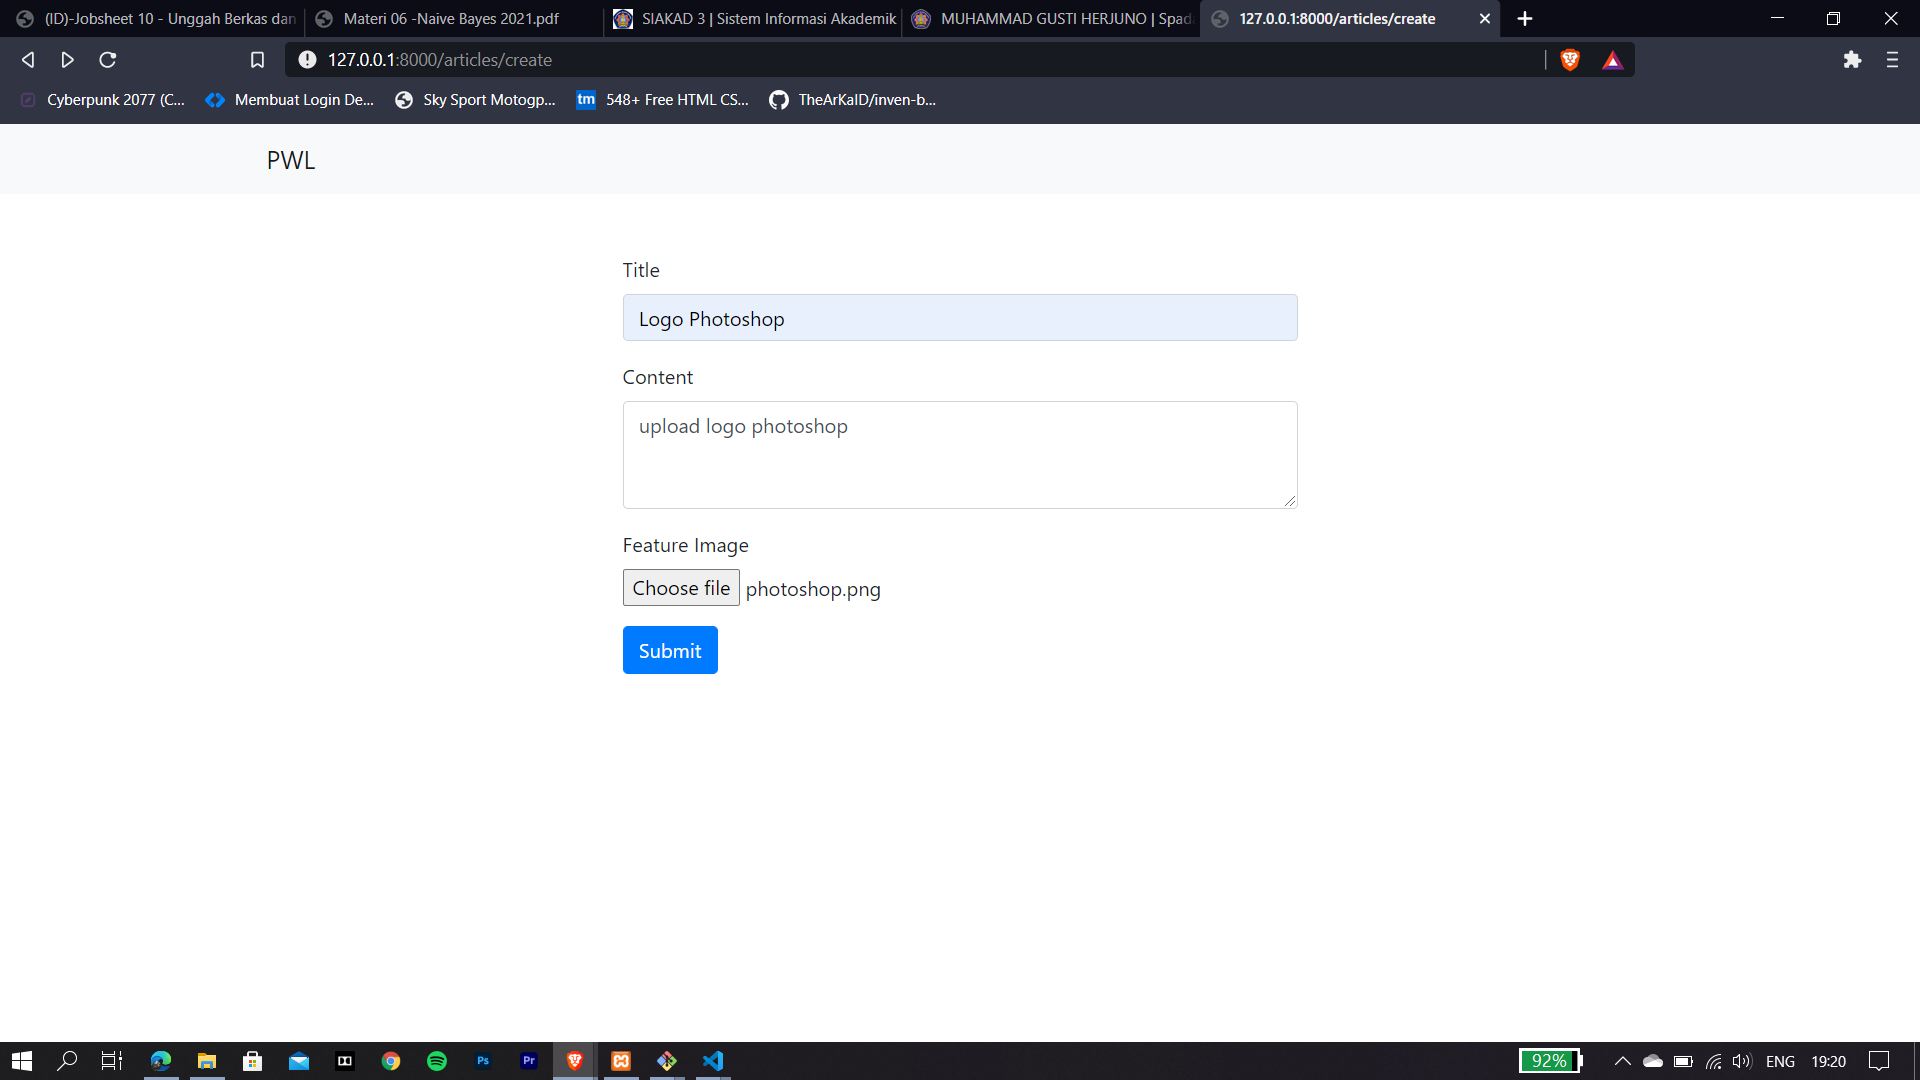 (ID)-Jobsheet 10 - Unggah Berkas dan
Materi 06 -Naive Bayes 2021.pdf
SIAKAD 3 | Sistem Informasi Akademik
MUHAMMAD GUSTI HERJUNO | Spada
127.0.0.1:8000/articles/create
127.0.0.1:8000/articles/create
Cyberpunk 2077 (C...
Membuat Login De...
Sky Sport Motogp...
tm
548+ Free HTML CS...
TheArKaID/inven-b...
PWL
Title
Logo Photoshop
Content
upload logo photoshop
Feature Image
Choose file photoshop.png
Submit
Ps
Pr
92%
ENG
19:20